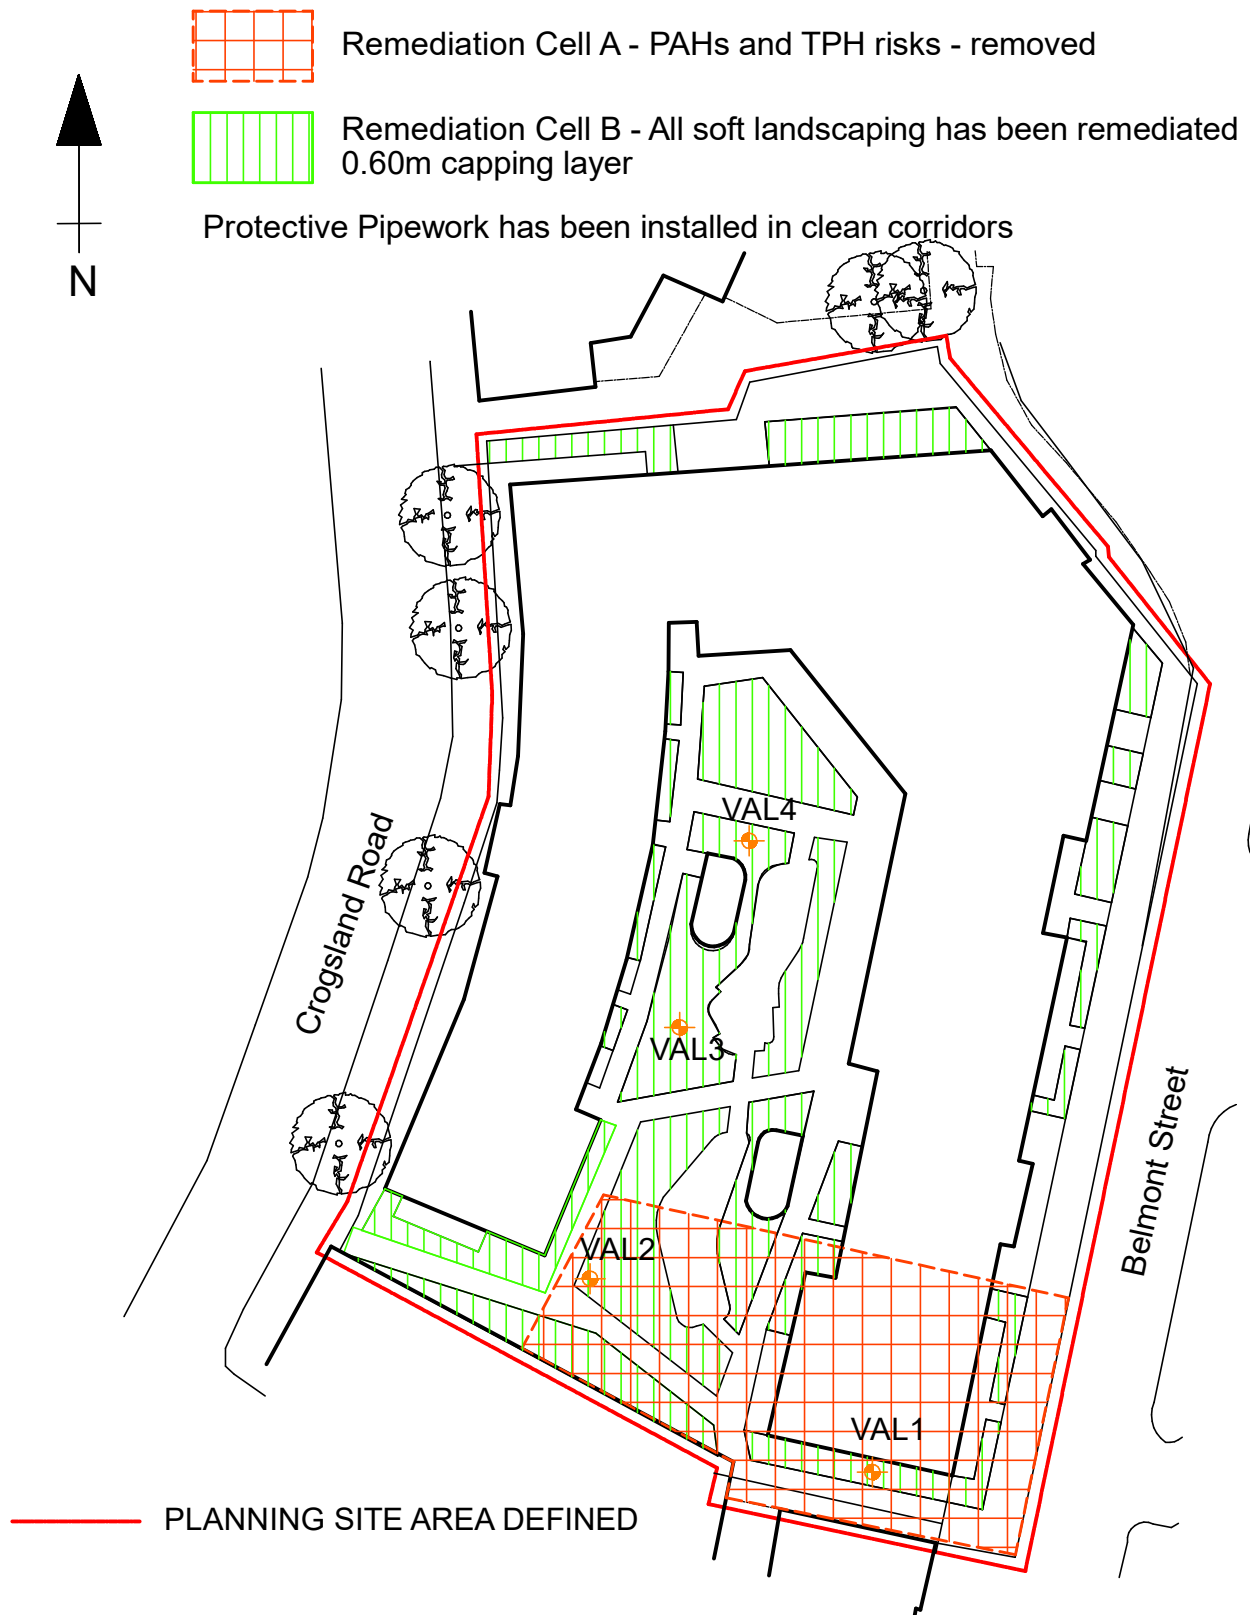 Remediation Cell A - PAHs and TPH risks - removed
Remediation Cell B - All soft landscaping has been remediated
0.60m capping layer
Protective Pipework has been installed in clean corridors
N
VAL4
Crogsland Road
VAL3
Belmont Street
VAL2
VAL1
PLANNING SITE AREA DEFINED